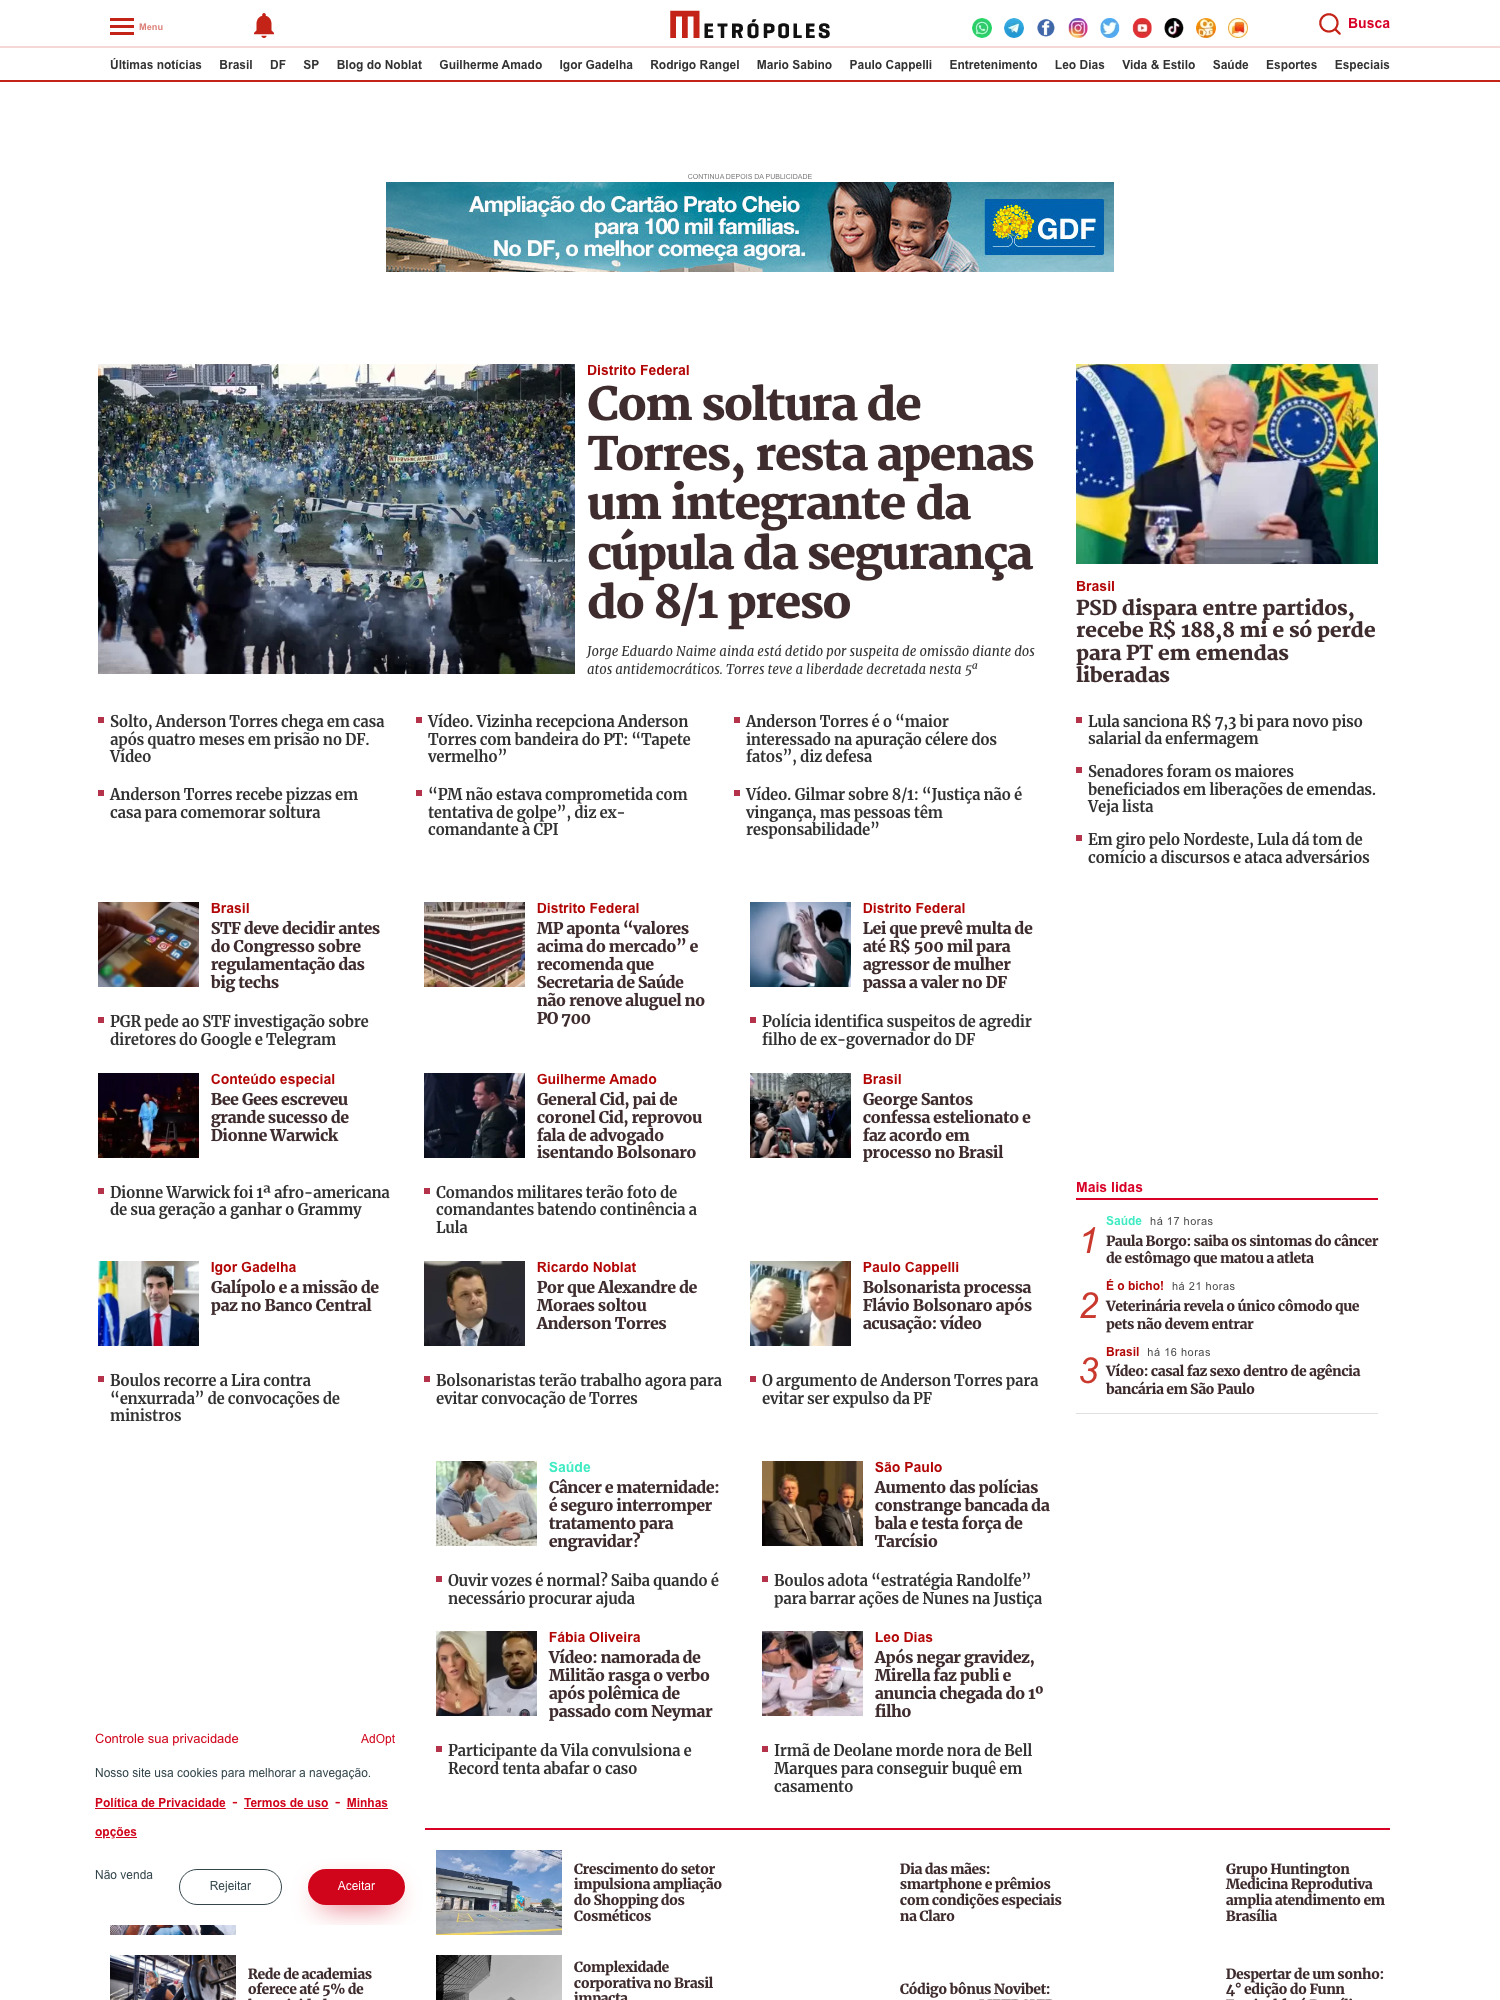 Menu
METRÓPOLES
Busca
Últimas notícias Brasil DF SP Blog do Noblat Guilherme Amado Igor Gadelha Rodrigo Rangel Mario Sabino Paulo Cappelli Entretenimento Leo Dias Vida & Estilo Saúde Esportes Especiais
CONTINUA DEPOIS DA PUBLICIDADE
Ampliação do Cartão Prato Cheio
para 100 mil famílias.
No DF, o melhor começa agora.
GDF
Distrito Federal
Com soltura de
Torres, resta apenas
um integrante da
cúpula da segurança
do 8/1 preso
Jorge Eduardo Naime ainda está detido por suspeita de omissão diante dos
atos antidemocráticos. Torres teve a liberdade decretada nesta 5ª
Brasil
PSD dispara entre partidos,
recebe R$ 188,8 mi e só perde
para PT em emendas
liberadas
Solto, Anderson Torres chega em casa
após quatro meses em prisão no DF.
Vídeo
Vídeo. Vizinha recepciona Anderson
Torres com bandeira do PT: “Tapete
vermelho”
Anderson Torres é o “maior
interessado na apuração célere dos
fatos”, diz defesa
Anderson Torres recebe pizzas em
casa para comemorar soltura
“PM não estava comprometida com
tentativa de golpe”, diz ex-
comandante à CPI
Vídeo. Gilmar sobre 8/1: “Justiça não é
vingança, mas pessoas têm
responsabilidade”
Lula sanciona R$ 7,3 bi para novo piso
salarial da enfermagem
Senadores foram os maiores
beneficiados em liberações de emendas.
Veja lista
Em giro pelo Nordeste, Lula dá tom de
comício a discursos e ataca adversários
Brasil
STF deve decidir antes
do Congresso sobre
regulamentação das
big techs
PGR pede ao STF investigação sobre
diretores do Google e Telegram
Distrito Federal
MP aponta “valores
acima do mercado” e
recomenda que
Secretaria de Saúde
não renove aluguel no
PO 700
Distrito Federal
Lei que prevê multa de
até R$ 500 mil para
agressor de mulher
passa a valer no DF
Polícia identifica suspeitos de agredir
filho de ex-governador do DF
Conteúdo especial
Bee Gees escreveu
grande sucesso de
Dionne Warwick
Dionne Warwick foi 1ª afro-americana
de sua geração a ganhar o Grammy
Guilherme Amado
General Cid, pai de
coronel Cid, reprovou
fala de advogado
isentando Bolsonaro
Comandos militares terão foto de
comandantes batendo continência a
Lula
Brasil
George Santos
confessa estelionato e
faz acordo em
processo no Brasil
Mais lidas
1
Saúde há 17 horas
Paula Borgo: saiba os sintomas do câncer
de estômago que matou a atleta
2
É o bicho! há 21 horas
Veterinária revela o único cômodo que
pets não devem entrar
3
Brasil há 16 horas
Vídeo: casal faz sexo dentro de agência
bancária em São Paulo
Igor Gadelha
Galípolo e a missão de
paz no Banco Central
Boulos recorre a Lira contra
“enxurrada” de convocações de
ministros
Ricardo Noblat
Por que Alexandre de
Moraes soltou
Anderson Torres
Bolsonaristas terão trabalho agora para
evitar convocação de Torres
Paulo Cappelli
Bolsonarista processa
Flávio Bolsonaro após
acusação: vídeo
O argumento de Anderson Torres para
evitar ser expulso da PF
Saúde
Câncer e maternidade:
é seguro interromper
tratamento para
engravidar?
Ouvir vozes é normal? Saiba quando é
necessário procurar ajuda
São Paulo
Aumento das polícias
constrange bancada da
bala e testa força de
Tarcísio
Boulos adota “estratégia Randolfe”
para barrar ações de Nunes na Justiça
Fábia Oliveira
Vídeo: namorada de
Militão rasga o verbo
após polêmica de
passado com Neymar
Participante da Vila convulsiona e
Record tenta abafar o caso
Leo Dias
Após negar gravidez,
Mirella faz publi e
anuncia chegada do 1º
filho
Irmã de Deolane morde nora de Bell
Marques para conseguir buquê em
casamento
Controle sua privacidade
AdOpt
Nosso site usa cookies para melhorar a navegação.
Política de Privacidade - Termos de uso - Minhas
opções
Não venda
Rejeitar
Aceitar
Crescimento do setor
impulsiona ampliação
do Shopping dos
Cosméticos
Dia das mães:
smartphone e prêmios
com condições especiais
na Claro
Grupo Huntington
Medicina Reprodutiva
amplia atendimento em
Brasília
Rede de academias
oferece até 5% de
Complexidade
corporativa no Brasil
impacta
Código bônus Novibet:
Despertar de um sonho:
4° edição do Funn